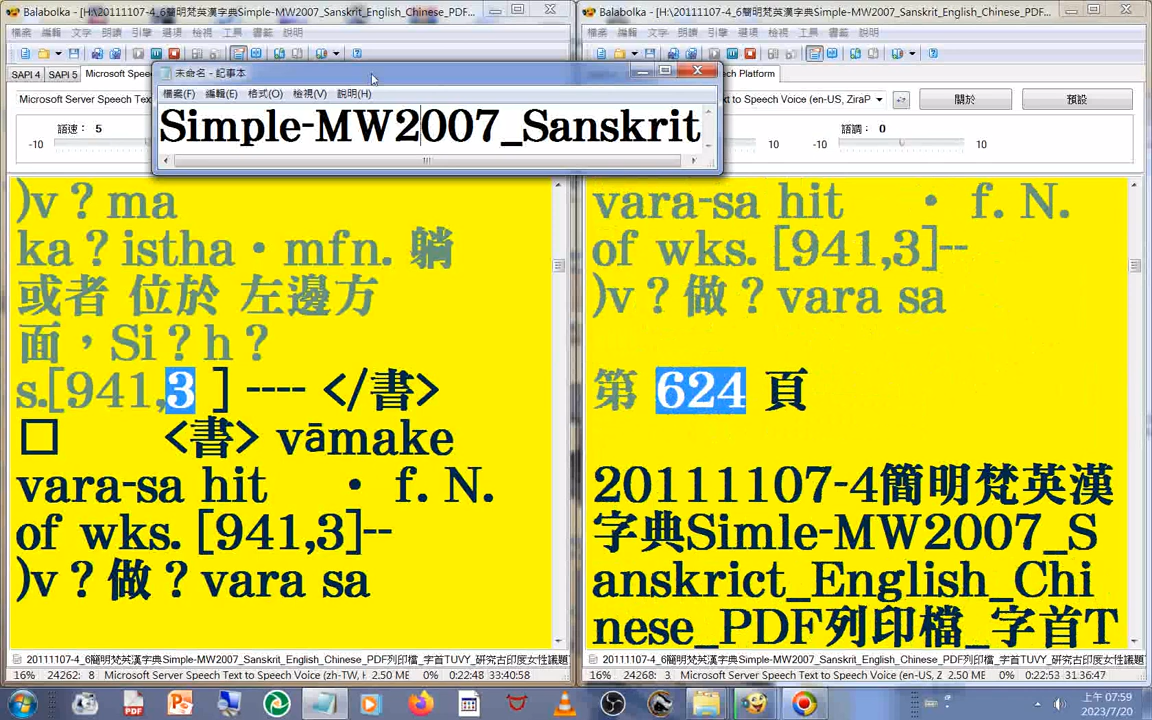 Balabolka - [H:\20111107-4_6簡明梵英漢字典Simple-MW2007_Sanskrit_English_Chinese_PDF...
檔案 編輯 文字 朗讀 引擎 選項 檢視 工具 書籤 說明
SAPI 4 SAPI 5 Microsoft Spee
Microsoft Server Speech Text
語速： 5
-10
未命名 - 記事本
檔案(F) 編輯(E) 格式(O) 檢視(V) 說明(H)
Simple-MW2007_Sanskrit
)v？ma
ka？istha•mfn. 躺
或者 位於 左邊方
面，Si？h？
s.[941,3 ] ---- </書>
□ <書> vāmake
vara-sa hit • f. N.
of wks. [941,3]--
)v？做？vara sa
20111107-4_6簡明梵英漢字典Simple-MW2007_Sanskrit_English_Chinese_PDF列印檔_字首TUVY_研究古印度女性議題
16% 24262: 8 Microsoft Server Speech Text to Speech Voice (zh-TW, H 2.50 ME 0% 0:22:48 33:40:58
Balabolka - [H:\20111107-4_6簡明梵英漢字典Simple-MW2007_Sanskrit_English_Chinese_PDF...
檔案 編輯 文字 朗讀 引擎 選項 檢視 工具 書籤 說明
ch Platform
t to Speech Voice (en-US, ZiraP 關於 預設
語調： 0
10 -10 10
vara-sa hit • f. N.
of wks. [941,3]--
)v？做？vara sa
第 624 頁
20111107-4簡明梵英漢
字典Simle-MW2007_S
anskrict_English_Chi
nese_PDF列印檔_字首T
20111107-4_6簡明梵英漢字典Simple-MW2007_Sanskrit_English_Chinese_PDF列印檔_字首TUVY_研究古印度女性議題
16% 24268: 3 Microsoft Server Speech Text to Speech Voice (en-US, Z 2.50 ME 0% 0:22:53 31:36:47
上午 07:59
2023/7/20